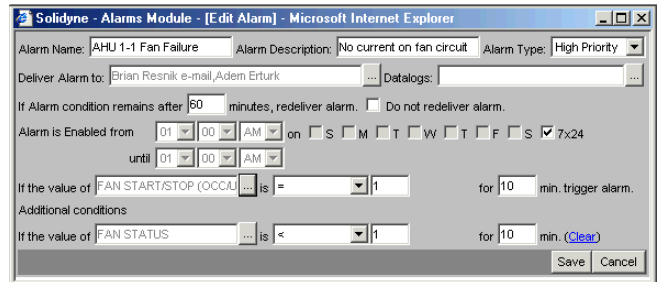 Solidyne - Alarms Module - [Edit Alarm] - Microsoft Internet Explorer
Alarm Name: AHU 1-1 Fan Failure Alarm Description: No current on fan circuit Alarm Type: High Priority
Deliver Alarm to: Brian Resnik e-mail,Adem Erturk ... Datalogs: ...
If Alarm condition remains after 60 minutes, redeliver alarm. Do not redeliver alarm.
Alarm is Enabled from 01 00 AM on S M T W T F S 7x24
until 01 00 AM
If the value of FAN START/STOP (OCC/U ... is = 1 for 10 min. trigger alarm.
Additional conditions
If the value of FAN STATUS ... is < 1 for 10 min. (Clear)
Save Cancel